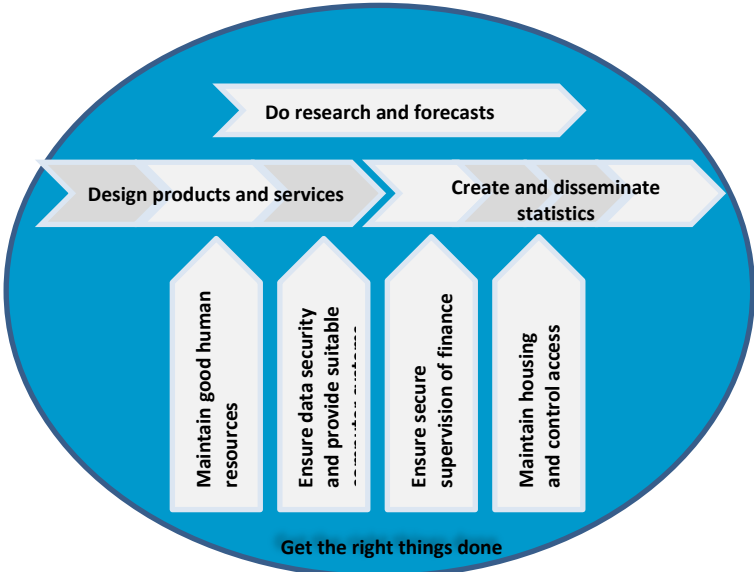 Do research and forecasts
Design products and services
Create and disseminate
statistics
Maintain good human
resources
Ensure data security
and provide suitable
Ensure secure
supervision of finance
Maintain housing
and control access
Get the right things done